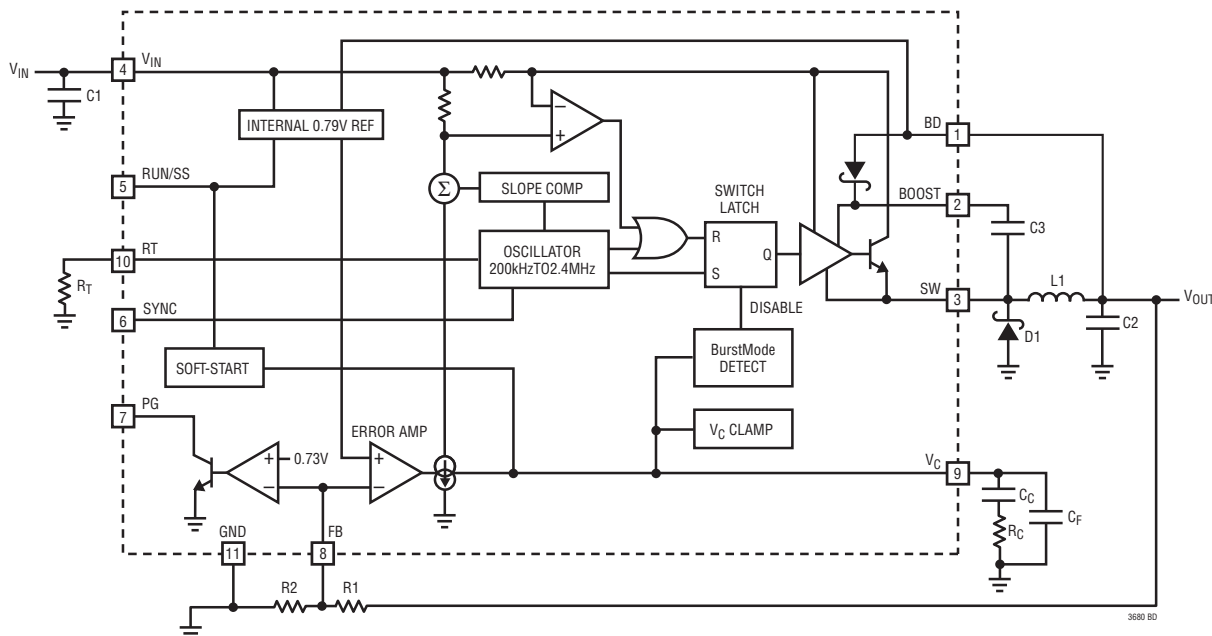 VIN
C1
4
VIN
INTERNAL 0.79V REF
5
RUN/SS
10
RT
RT
6
SYNC
SOFT-START
7
PG
+
0.73V
−
ERROR AMP
+
−
−
+
Σ
SLOPE COMP
OSCILLATOR
200kHzTO2.4MHz
SWITCH
LATCH
R
S
Q
DISABLE
BurstMode
DETECT
VC CLAMP
BD
1
BOOST
2
C3
SW
3
L1
D1
C2
VOUT
VC
9
CC
RC
CF
GND
11
FB
8
R2
R1
3680 BD